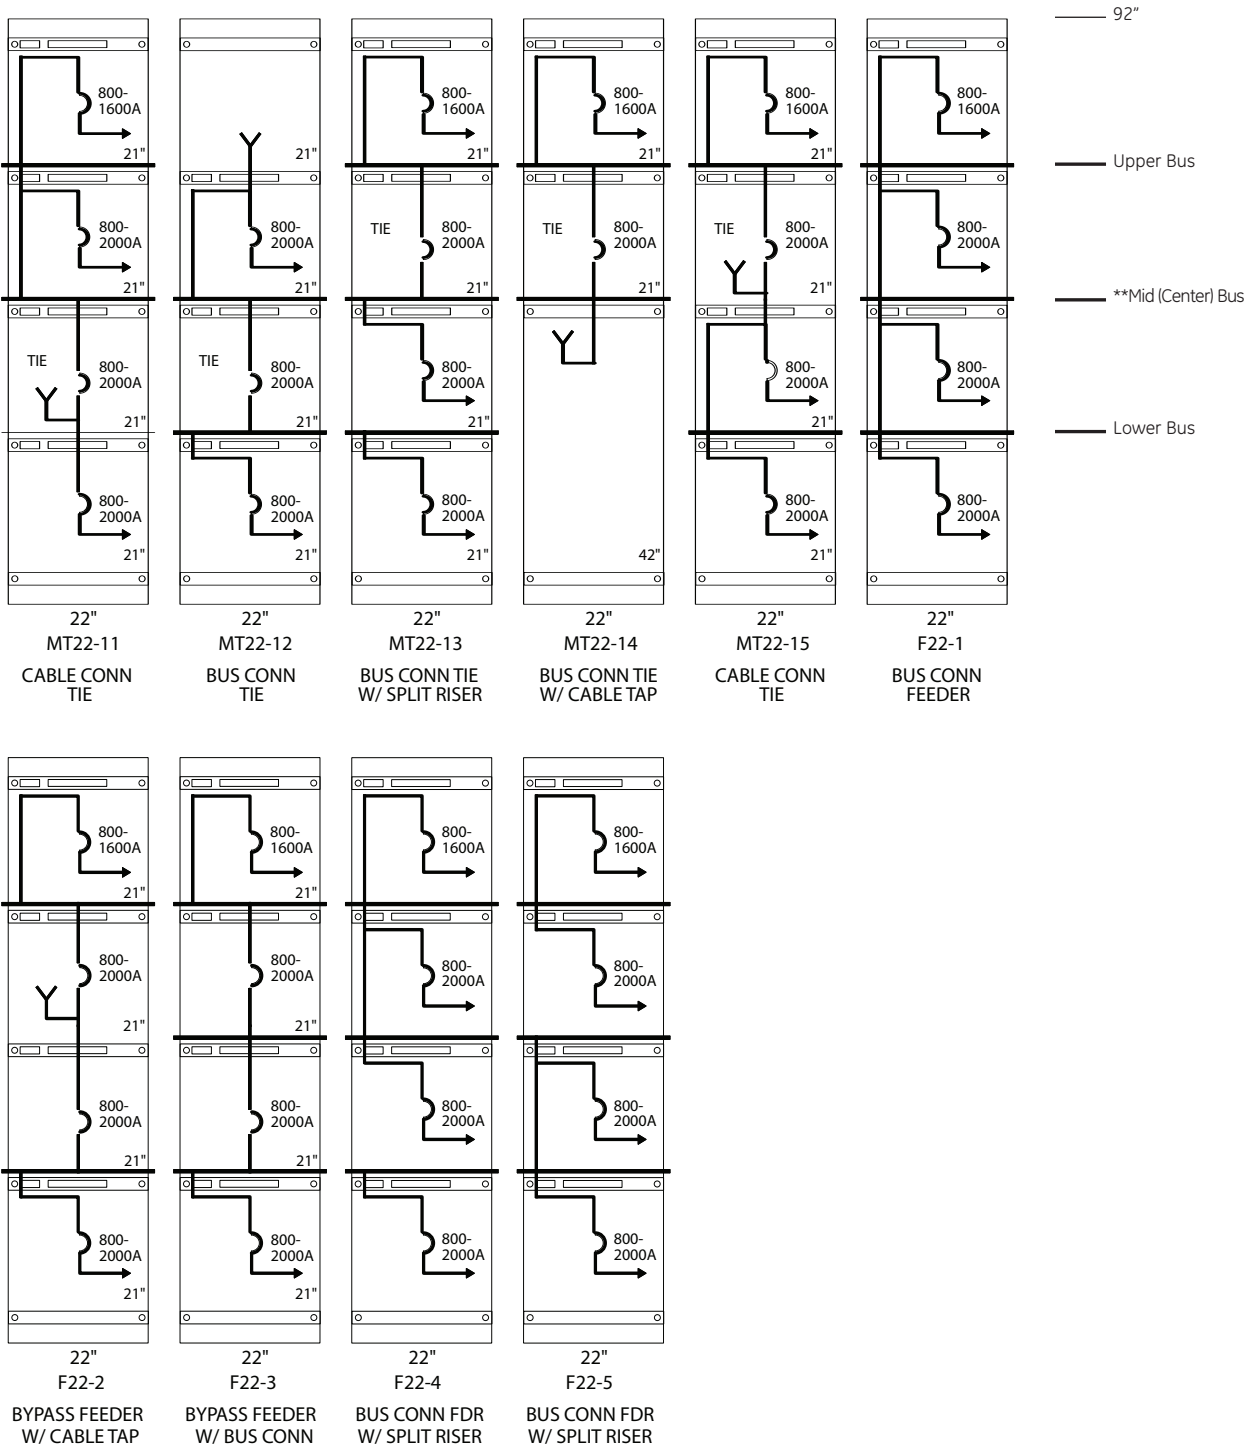 92"
Upper Bus
**Mid (Center) Bus
Lower Bus
800-
1600A
21"
800-
2000A
21"
TIE
800-
2000A
21"
800-
2000A
21"
22"
MT22-11
CABLE CONN
TIE
21"
800-
2000A
21"
TIE
800-
2000A
21"
800-
2000A
21"
22"
MT22-12
BUS CONN
TIE
800-
1600A
21"
TIE
800-
2000A
21"
800-
2000A
21"
800-
2000A
21"
22"
MT22-13
BUS CONN TIE
W/ SPLIT RISER
800-
1600A
21"
TIE
800-
2000A
21"
42"
22"
MT22-14
BUS CONN TIE
W/ CABLE TAP
800-
1600A
21"
TIE
800-
2000A
21"
800-
2000A
21"
800-
2000A
21"
22"
MT22-15
CABLE CONN
TIE
800-
1600A
800-
2000A
800-
2000A
800-
2000A
22"
F22-1
BUS CONN
FEEDER
800-
1600A
21"
800-
2000A
21"
800-
2000A
21"
800-
2000A
21"
22"
F22-2
BYPASS FEEDER
W/ CABLE TAP
800-
1600A
21"
800-
2000A
21"
800-
2000A
21"
800-
2000A
21"
22"
F22-3
BYPASS FEEDER
W/ BUS CONN
800-
1600A
800-
2000A
800-
2000A
800-
2000A
22"
F22-4
BUS CONN FDR
W/ SPLIT RISER
800-
1600A
800-
2000A
800-
2000A
800-
2000A
22"
F22-5
BUS CONN FDR
W/ SPLIT RISER